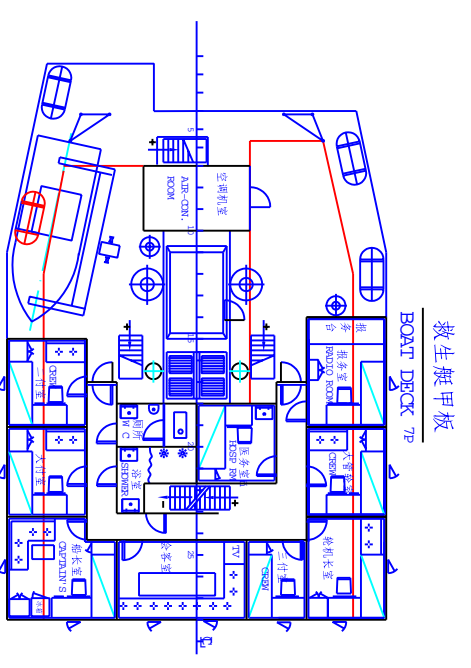 救生艇甲板
BOAT DECK 7P
空调机室
AIR-CON.
ROOM
5
10
15
20
25
报务台
报务室
RADIO ROOM
二付室
CREW
厕所
W C
医务室
HOSP RM
大管轮室
CREW
大付室
浴室
SHOWER
船长室
CAPTAIN'S
会客室
TV
三付室
CREW
轮机长室
冰箱
℄